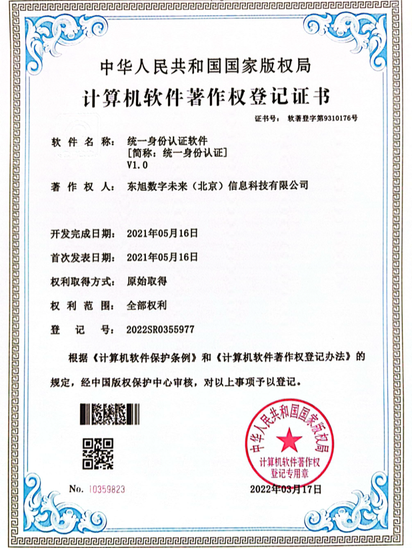 中华人民共和国国家版权局
计算机软件著作权登记证书
证书号： 软著登字第9310176号
软件名称： 统一身份认证软件
[简称：统一身份认证]
V1.0
著作权人： 东旭数字未来（北京）信息科技有限公司
开发完成日期： 2021年05月16日
首次发表日期： 2021年05月16日
权利取得方式： 原始取得
权利范围： 全部权利
登记号： 2022SR0355977
根据《计算机软件保护条例》和《计算机软件著作权登记办法》的
规定，经中国版权保护中心审核，对以上事项予以登记。
中华人民共和国国家版权局
计算机软件著作权
登记专用章
No. 10359823
2022年03月17日